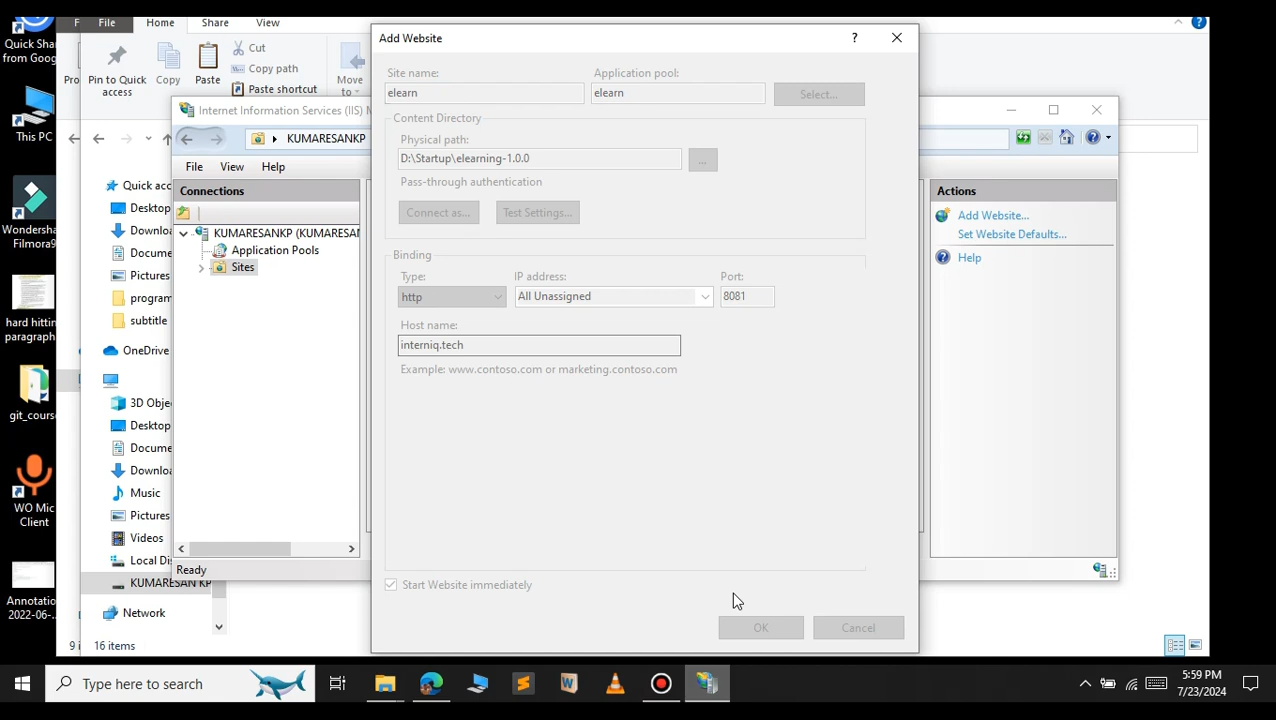 Quick Share
from Goog
This PC
Wondersha
Filmora9
hard hitting
paragraph
git_course
WO Mic
Client
Annotation
2022-06-...
F
File
Home
Share
View
Pro
Pin to Quick
access
Copy
Paste
Cut
Copy path
Paste shortcut
Move
to
Quick acc
Desktop
Downlo
Docume
Pictures
program
subtitle
OneDrive
3D Obje
Desktop
Docume
Downloa
Music
Pictures
Videos
Local Dis
KUMARESAN KP
Network
9 i
16 items
Internet Information Services (IIS) M
KUMARESANKP
File
View
Help
Connections
KUMARESANKP (KUMARESAN
Application Pools
Sites
Ready
Add Website
?
Site name:
Application pool:
elearn
elearn
Select...
Content Directory
Physical path:
D:\Startup\elearning-1.0.0
...
Pass-through authentication
Connect as...
Test Settings...
Binding
Type:
IP address:
Port:
http
All Unassigned
8081
Host name:
interniq.tech
Example: www.contoso.com or marketing.contoso.com
Start Website immediately
OK
Cancel
Actions
Add Website...
Set Website Defaults...
Help
Type here to search
5:59 PM
7/23/2024